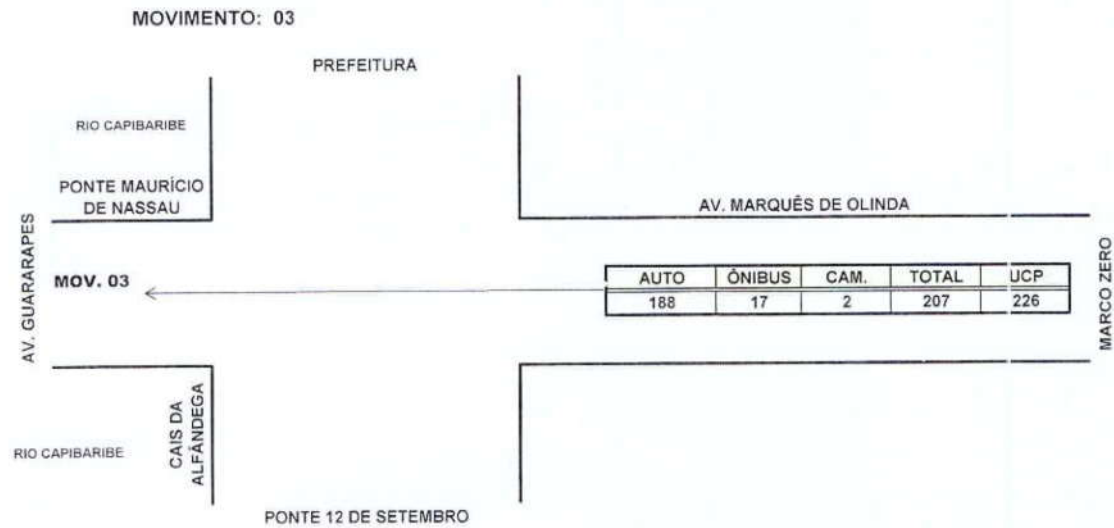 MOVIMENTO: 03
PREFEITURA
RIO CAPIBARIBE
PONTE MAURÍCIO
DE NASSAU
AV. MARQUÊS DE OLINDA
AV. GUARARAPES
MOV. 03
AUTO ÔNIBUS CAM. TOTAL UCP
188 17 2 207 226
MARCO ZERO
CAIS DA
ALFÂNDEGA
RIO CAPIBARIBE
PONTE 12 DE SETEMBRO